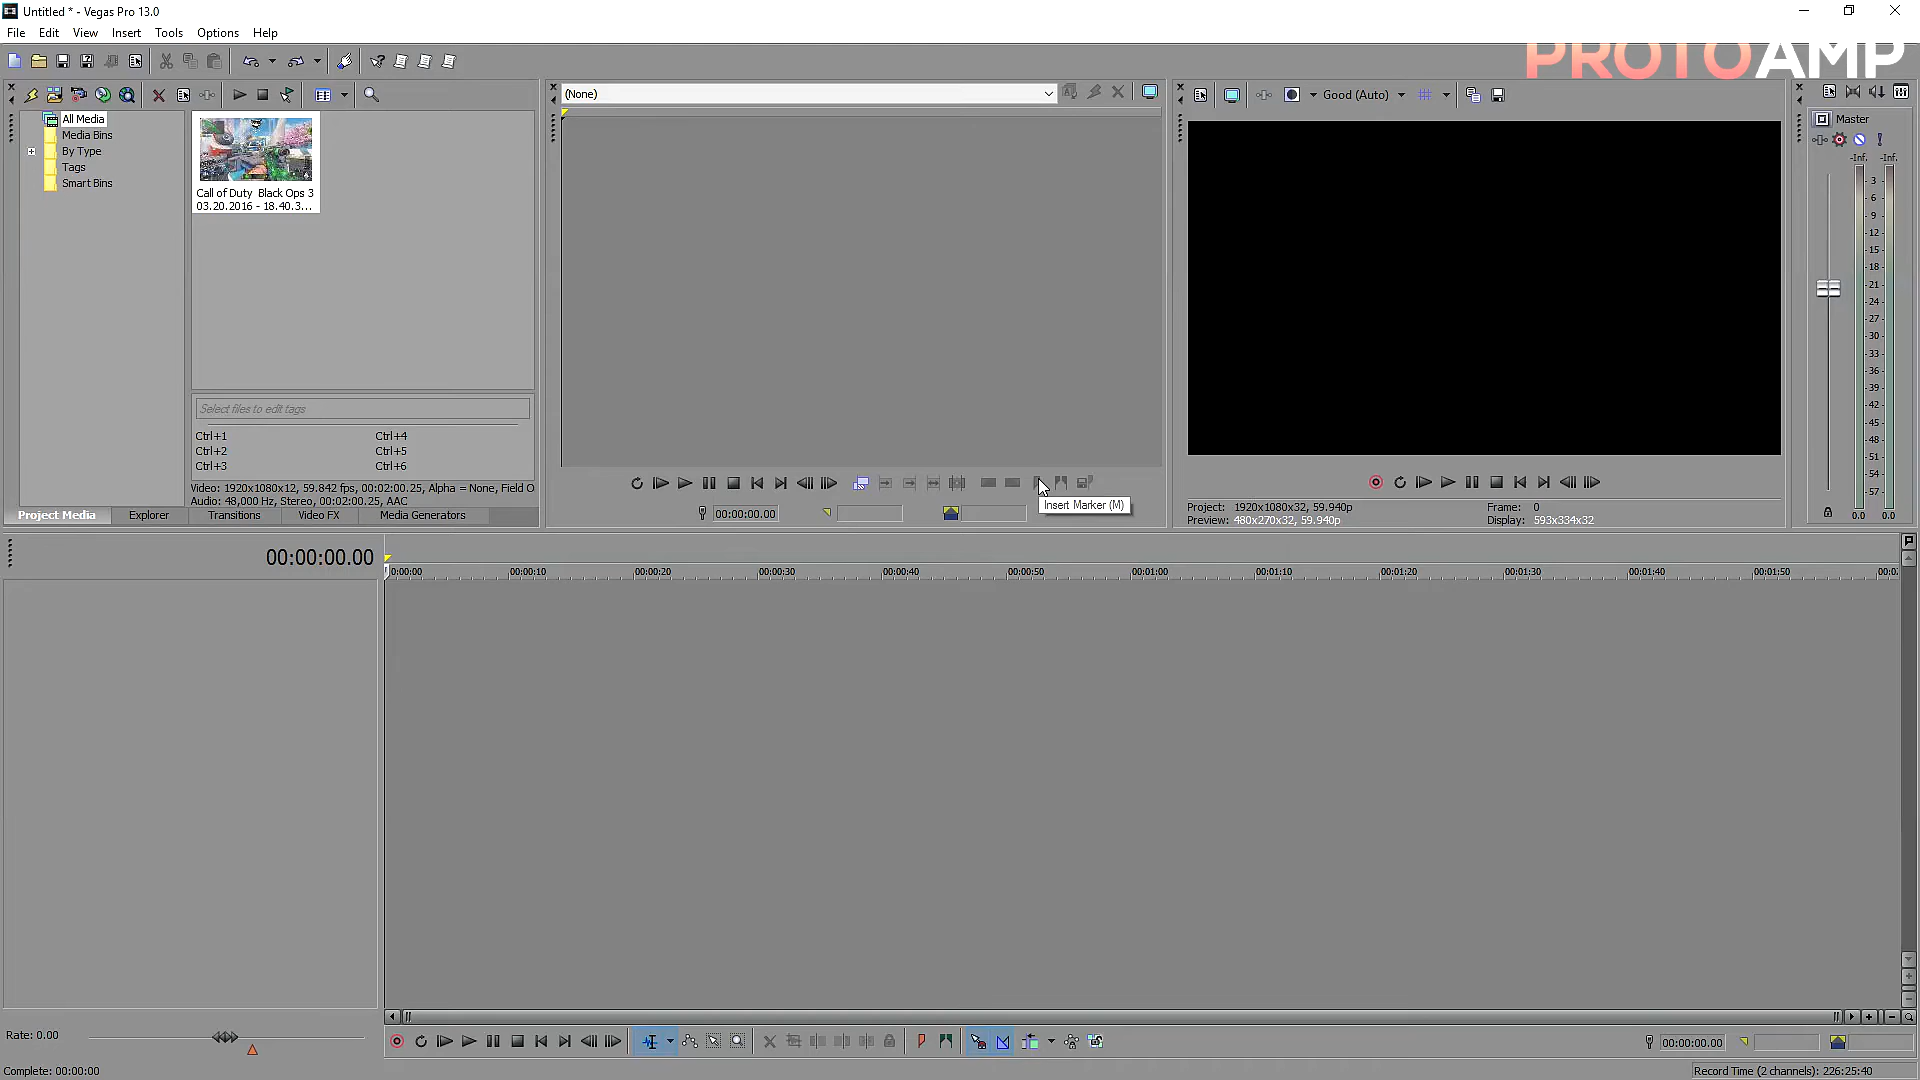 Untitled * - Vegas Pro 13.0
File Edit View Insert Tools Options Help
PROTOAMP
(None)
Good (Auto)
All Media
Media Bins
By Type
Tags
Smart Bins
Call of Duty Black Ops 3
03.20.2016 - 18.40.3...
Select files to edit tags
Ctrl+1 Ctrl+4
Ctrl+2 Ctrl+5
Ctrl+3 Ctrl+6
Video: 1920x1080x12, 59.842 fps, 00:02:00.25, Alpha = None, Field O
Audio: 48,000 Hz, Stereo, 00:02:00.25, AAC
Project Media Explorer Transitions Video FX Media Generators
00:00:00.00
Insert Marker (M)
Project: 1920x1080x32, 59.940p Frame: 0
Preview: 480x270x32, 59.940p Display: 593x334x32
Master
-Inf. -Inf.
- 3 -
- 6 -
- 9 -
- 12 -
- 15 -
- 18 -
- 21 -
- 24 -
- 27 -
- 30 -
- 33 -
- 36 -
- 39 -
- 42 -
- 45 -
- 48 -
- 51 -
- 54 -
- 57 -
0.0 0.0
00:00:00.00
0:00:00 00:00:10 00:00:20 00:00:30 00:00:40 00:00:50 00:01:00 00:01:10 00:01:20 00:01:30 00:01:40 00:01:50 00:0
Rate: 0.00
00:00:00.00
Complete: 00:00:00
Record Time (2 channels): 226:25:40